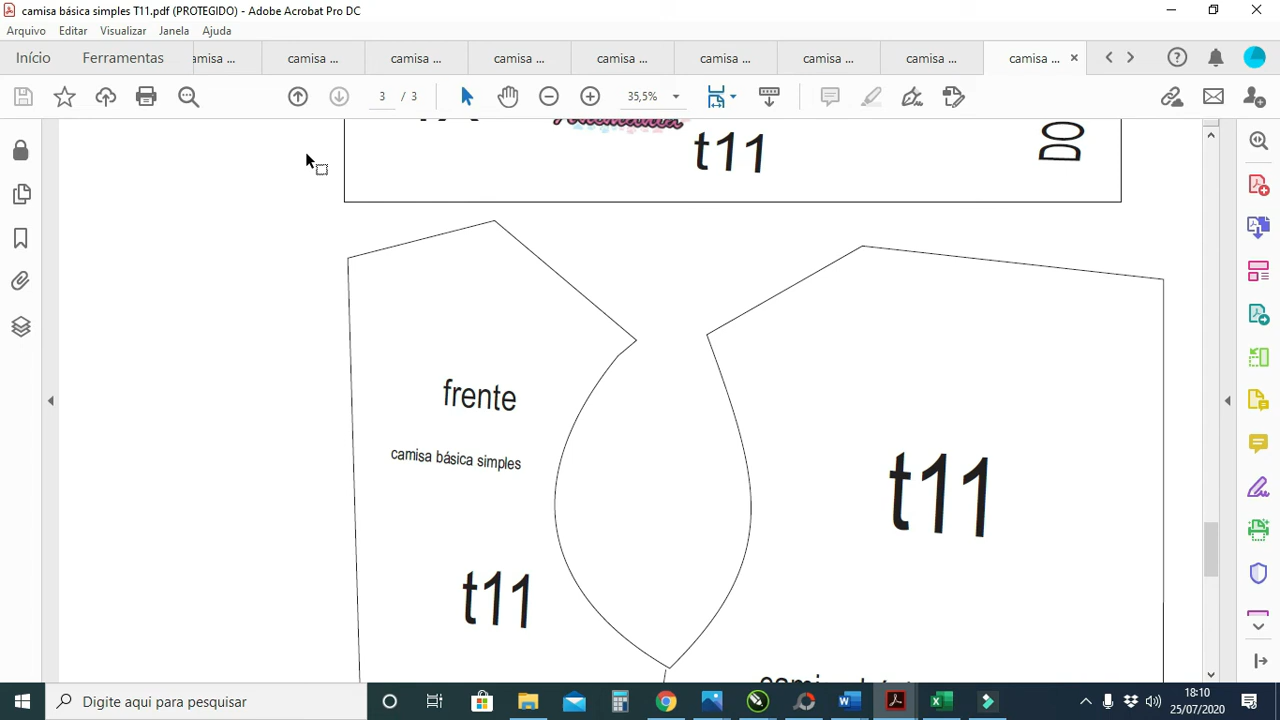 camisa básica simples T11.pdf (PROTEGIDO) - Adobe Acrobat Pro DC
Arquivo Editar Visualizar Janela Ajuda
Início Ferramentas amisa ... camisa ... camisa ... camisa ... camisa ... camisa ... camisa ... camisa ... camisa ...
3 / 3 35,5%
t11
DO
frente
camisa básica simples
t11
t11
Digite aqui para pesquisar
18:10
25/07/2020